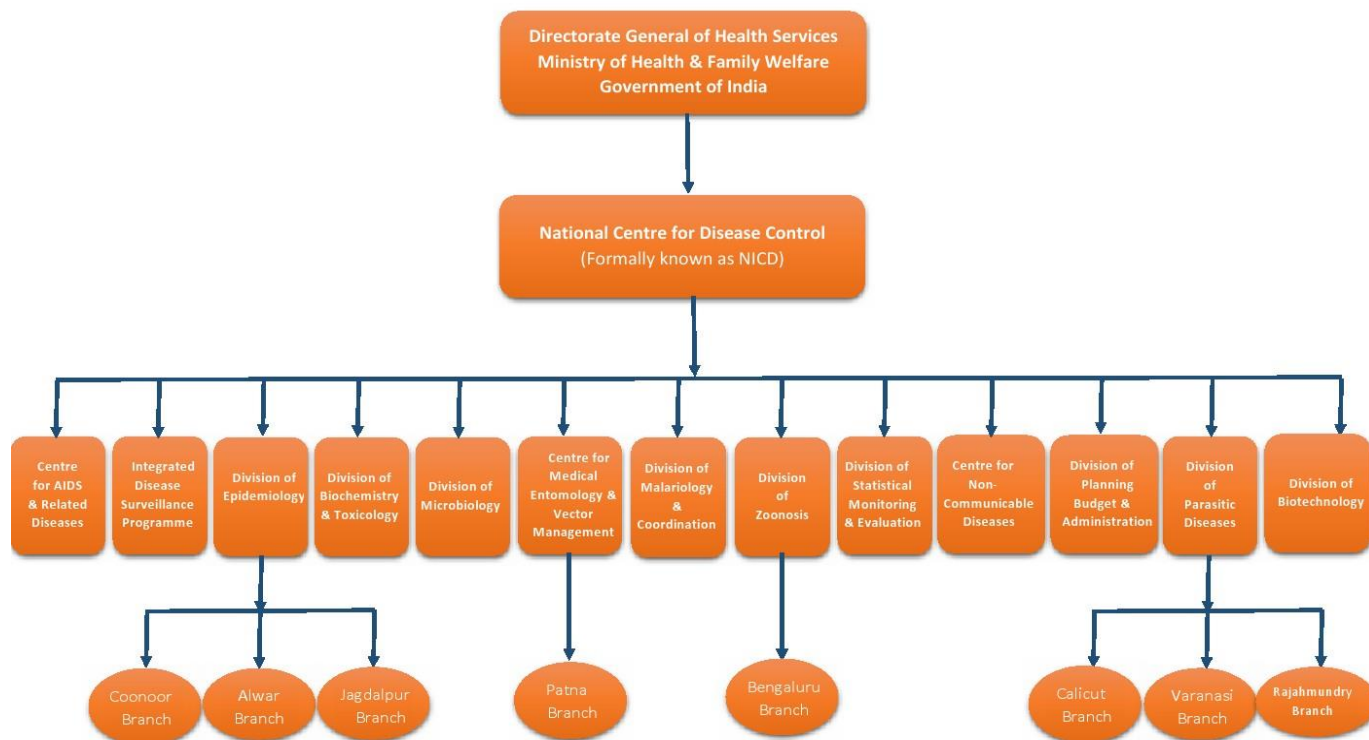 Directorate General of Health Services
Ministry of Health & Family Welfare
Government of India
National Centre for Disease Control
(Formally known as NICD)
Centre
for AIDS
& Related
Diseases
Integrated
Disease
Surveillance
Programme
Division of
Epidemiology
Division of
Biochemistry
& Toxicology
Division of
Microbiology
Centre for
Medical
Entomology &
Vector
Management
Division of
Malariology
&
Coordination
Division
of
Zoonosis
Division of
Statistical
Monitoring
& Evaluation
Centre for
Non-
Communicable
Diseases
Division of
Planning
Budget &
Administration
Division
of
Parasitic
Diseases
Division of
Biotechnology
Coonoor
Branch
Alwar
Branch
Jagdalpur
Branch
Patna
Branch
Bengaluru
Branch
Calicut
Branch
Varanasi
Branch
Rajahmundry
Branch